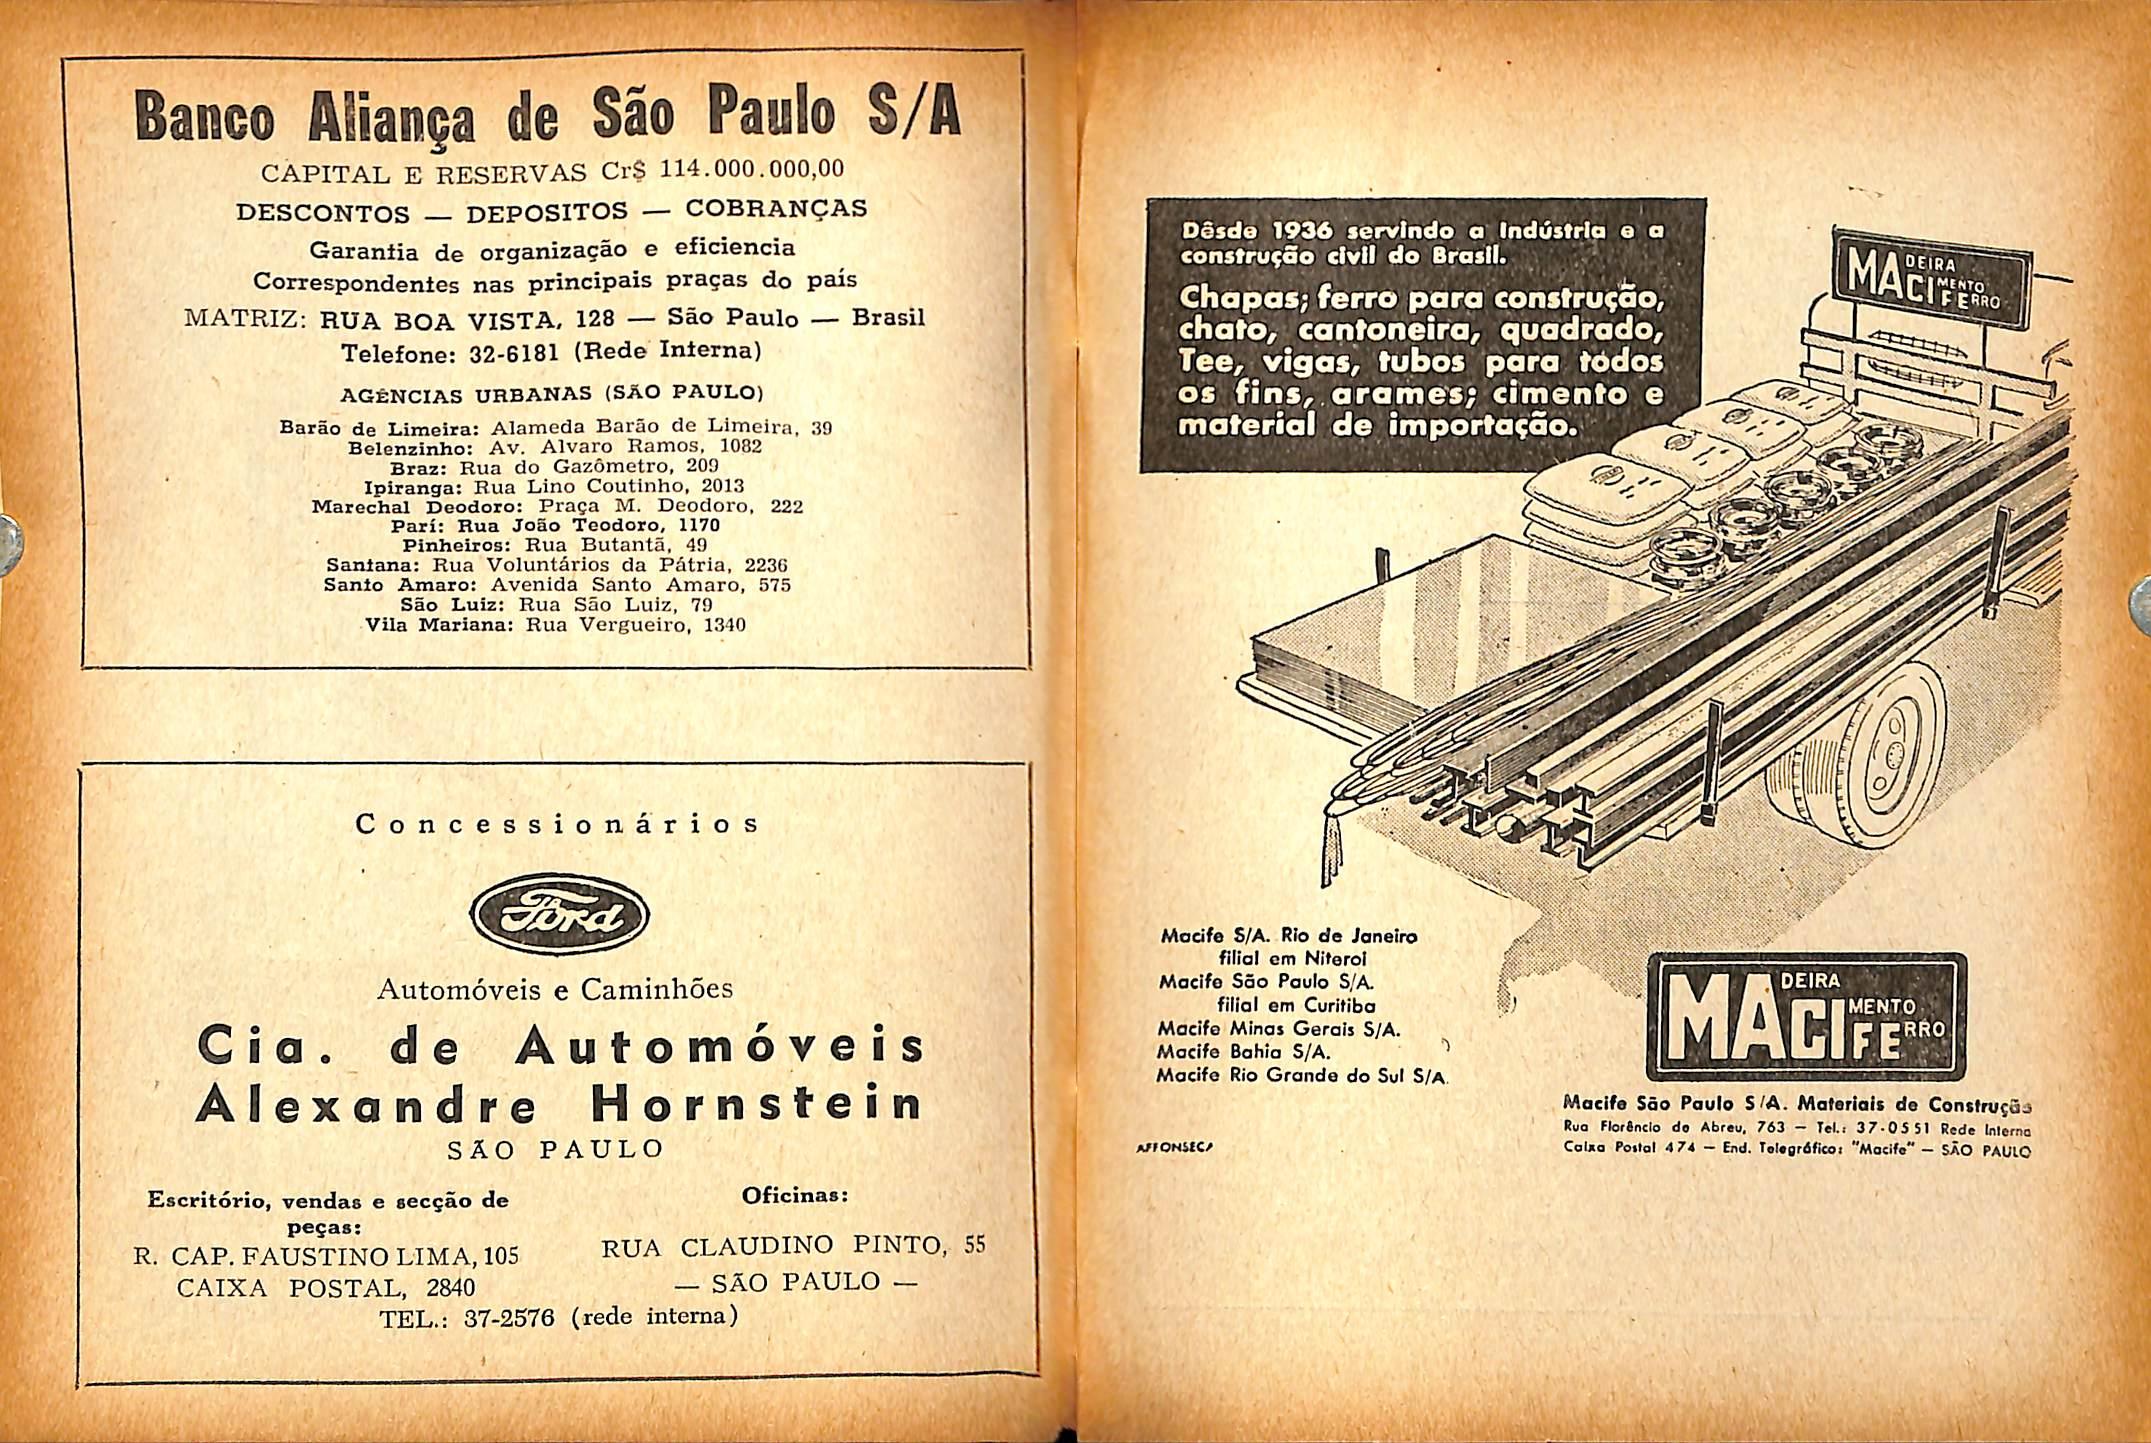 Banco Aliança de São Paulo S/A
CAPITAL E RESERVAS Cr$ 114.000.000,00
DESCONTOS — DEPOSITOS — COBRANÇAS
Garantia de organização e eficiencia
Correspondentes nas principais praças do país
MATRIZ: RUA BOA VISTA, 128 — São Paulo — Brasil
Telefone: 32-6181 (Rede Interna)
AGÊNCIAS URBANAS (SÃO PAULO)
Barão de Limeira: Alameda Barão de Limeira, 39
Belenzinho: Av. Alvaro Ramos, 1082
Braz: Rua do Gazômetro, 209
Ipiranga: Rua Lino Coutinho, 2013
Marechal Deodoro: Praça M. Deodoro, 222
Parí: Rua João Teodoro, 1170
Pinheiros: Rua Butantã, 49
Santana: Rua Voluntários da Pátria, 2236
Santo Amaro: Avenida Santo Amaro, 575
São Luiz: Rua São Luiz, 79
Vila Mariana: Rua Vergueiro, 1340
Concessionários
Ford
Automóveis e Caminhões
Cia. de Automóveis
Alexandre Hornstein
SÃO PAULO
Escritório, vendas e secção de
peças:
R. CAP. FAUSTINO LIMA, 105
CAIXA POSTAL, 2840
Oficinas:
RUA CLAUDINO PINTO, 55
— SÃO PAULO —
TEL.: 37-2576 (rede interna)
Dêsde 1936 servindo a Indústria e a
construção civil do Brasil.
Chapas; ferro para construção,
chato, cantoneira, quadrado,
Tee, vigas, tubos para todos
os fins, arames; cimento e
material de importação.
MADEIRA
CIMENTO
FERRO
Macife S/A. Rio de Janeiro
filial em Niteroi
Macife São Paulo S/A.
filial em Curitiba
Macife Minas Gerais S/A.
Macife Bahia S/A.
Macife Rio Grande do Sul S/A.
AFFONSECA
MADEIRA
CIMENTO
FERRO
Macife São Paulo S/A. Materiais de Construção
Rua Florêncio de Abreu, 763 — Tel.: 37-0551 Rede Interna
Caixa Postal 474 — End. Telegráfico: "Macife" — SÃO PAULO